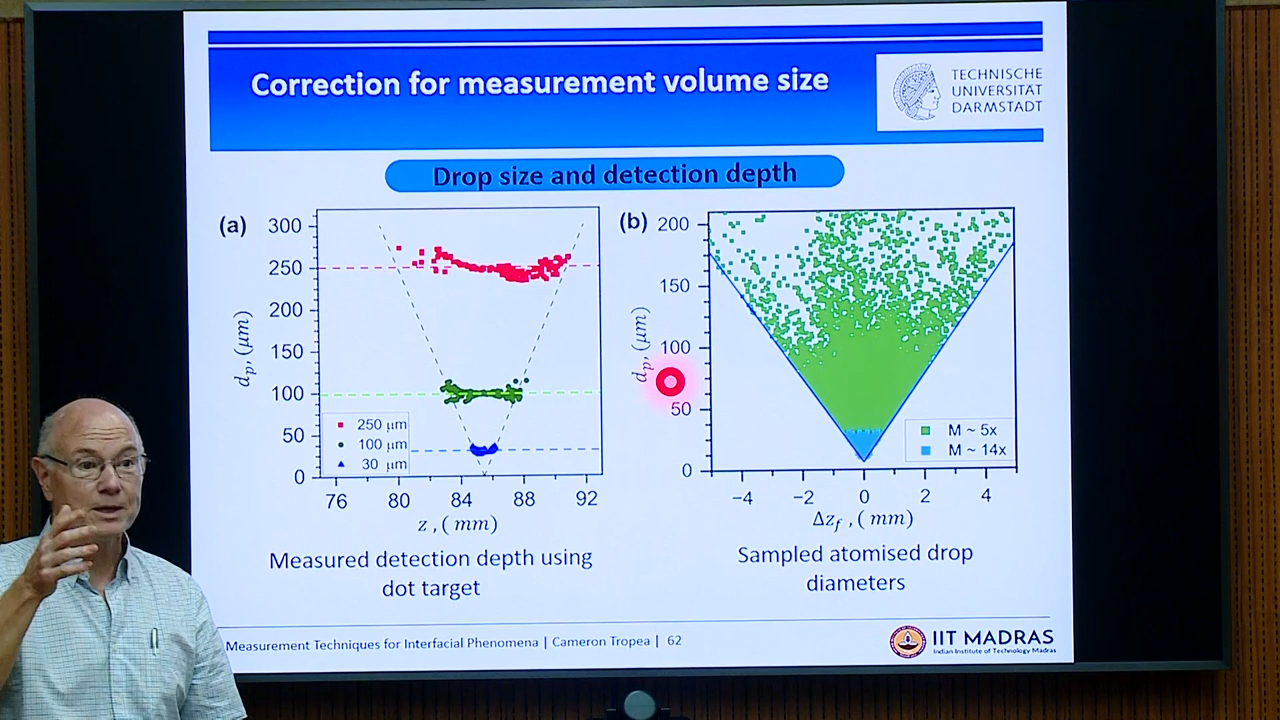 Correction for measurement volume size
TECHNISCHE
UNIVERSITÄT
DARMSTADT
Drop size and detection depth
(a)
300
250
200
150
100
50
0
dₚ, (μm)
250 μm
100 μm
30 μm
76 80 84 88 92
z , ( mm)
Measured detection depth using
dot target
(b)
200
150
100
50
0
dₚ, (μm)
M ~ 5x
M ~ 14x
−4 −2 0 2 4
Δz_f , ( mm)
Sampled atomised drop
diameters
Measurement Techniques for Interfacial Phenomena | Cameron Tropea | 62
IIT MADRAS
Indian Institute of Technology Madras